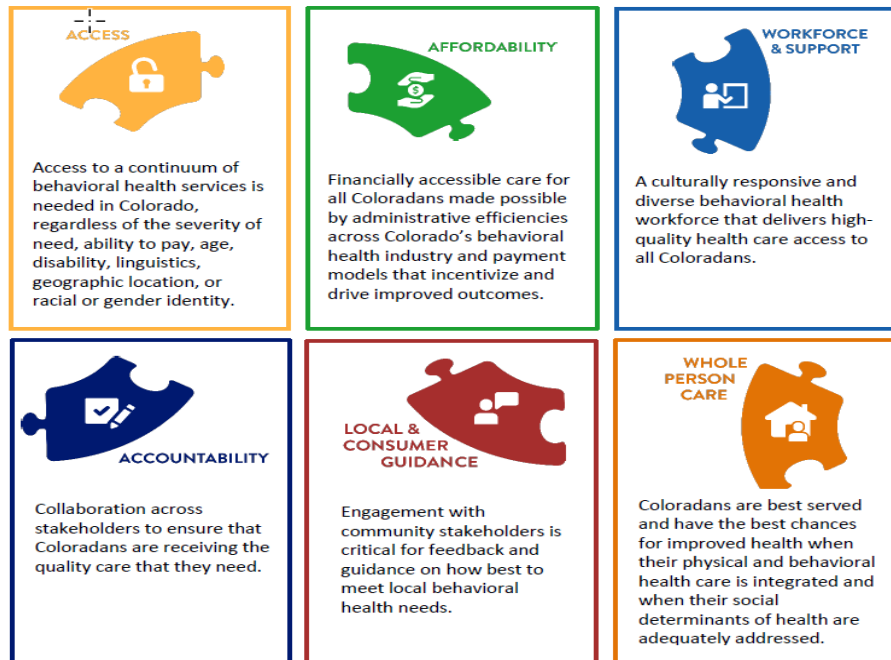 ACCESS
Access to a continuum of
behavioral health services is
needed in Colorado,
regardless of the severity of
need, ability to pay, age,
disability, linguistics,
geographic location, or
racial or gender identity.
AFFORDABILITY
$
Financially accessible care for
all Coloradans made possible
by administrative efficiencies
across Colorado's behavioral
health industry and payment
models that incentivize and
drive improved outcomes.
WORKFORCE
& SUPPORT
A culturally responsive and
diverse behavioral health
workforce that delivers high-
quality health care access to
all Coloradans.
ACCOUNTABILITY
Collaboration across
stakeholders to ensure that
Coloradans are receiving the
quality care that they need.
LOCAL &
CONSUMER
GUIDANCE
Engagement with
community stakeholders is
critical for feedback and
guidance on how best to
meet local behavioral
health needs.
WHOLE
PERSON
CARE
Coloradans are best served
and have the best chances
for improved health when
their physical and behavioral
health care is integrated and
when their social
determinants of health are
adequately addressed.